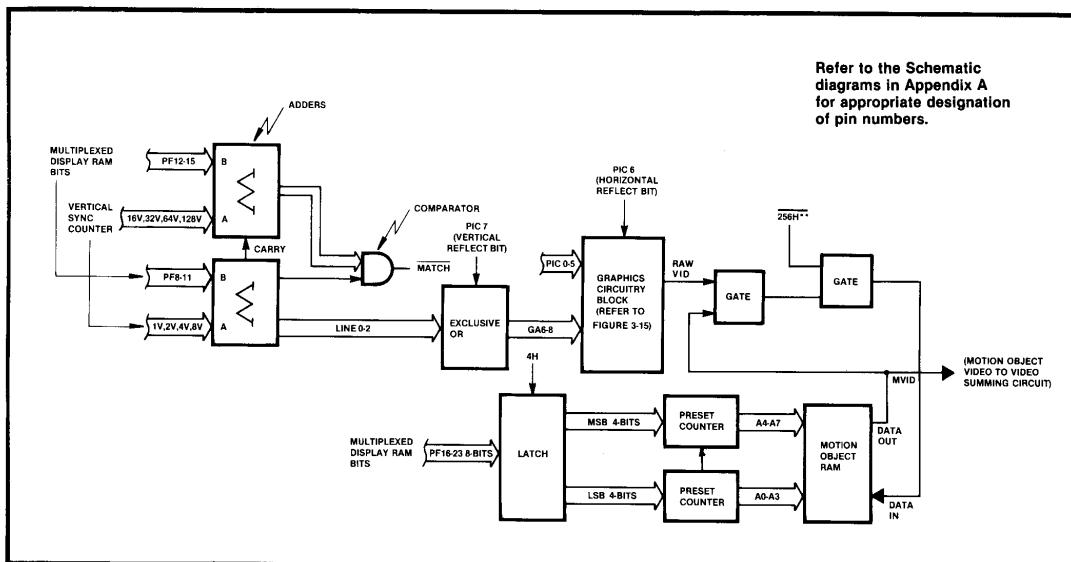 Refer to the Schematic
diagrams in Appendix A
for appropriate designation
of pin numbers.
ADDERS
MULTIPLEXED
DISPLAY RAM
BITS
PF12-15
B
VERTICAL
SYNC
COUNTER
16V,32V,64V,128V
A
CARRY
COMPARATOR
MATCH
PF8-11
B
1V,2V,4V,8V
A
LINE 0-2
PIC 7
(VERTICAL
REFLECT BIT)
EXCLUSIVE
OR
GA6-8
PIC 6
(HORIZONTAL
REFLECT BIT)
PIC 0-5
GRAPHICS
CIRCUITRY
BLOCK
(REFER TO
FIGURE 3-15)
RAW
VID
GATE
256H**
GATE
(MOTION OBJECT
VIDEO TO VIDEO
SUMMING CIRCUIT)
MVID
4H
MULTIPLEXED
DISPLAY RAM
BITS
PF16-23 8-BITS
LATCH
MSB 4-BITS
PRESET
COUNTER
A4-A7
LSB 4-BITS
PRESET
COUNTER
A0-A3
MOTION
OBJECT
RAM
DATA
OUT
DATA
IN